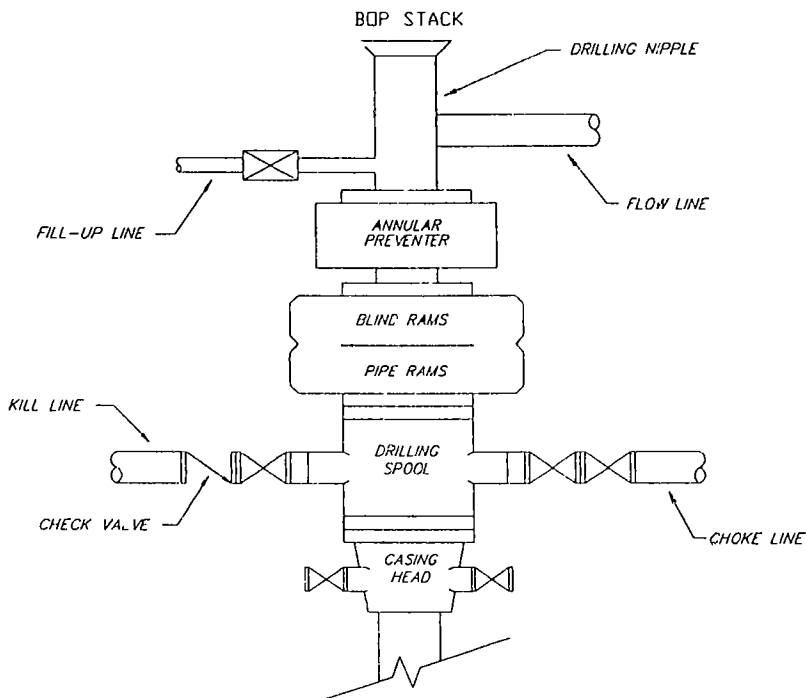 BOP STACK
DRILLING NIPPLE
FLOW LINE
FILL-UP LINE
ANNULAR
PREVENTER
BLIND RAMS
PIPE RAMS
KILL LINE
DRILLING
SPOOL
CHECK VALVE
CHOKE LINE
CASING
HEAD